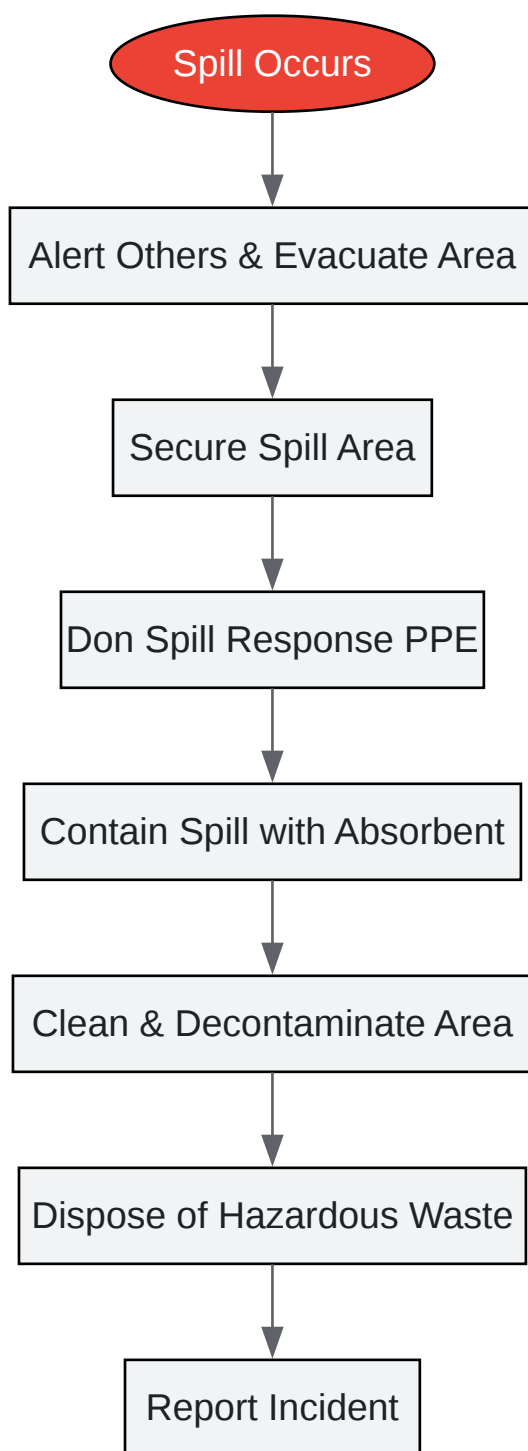 Spill Occurs
Alert Others & Evacuate Area
Secure Spill Area
Don Spill Response PPE
Contain Spill with Absorbent
Clean & Decontaminate Area
Dispose of Hazardous Waste
Report Incident